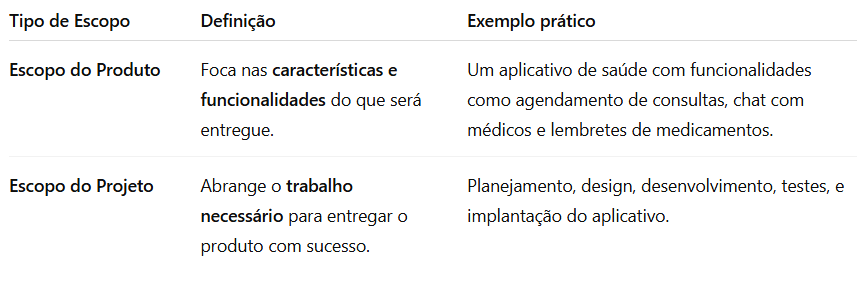 Tipo de Escopo Definição Exemplo prático
Escopo do Produto Foca nas características e Um aplicativo de saúde com funcionalidades
funcionalidades do que será como agendamento de consultas, chat com
entregue. médicos e lembretes de medicamentos.
Escopo do Projeto Abrange o trabalho Planejamento, design, desenvolvimento, testes, e
necessário para entregar o implantação do aplicativo.
produto com sucesso.